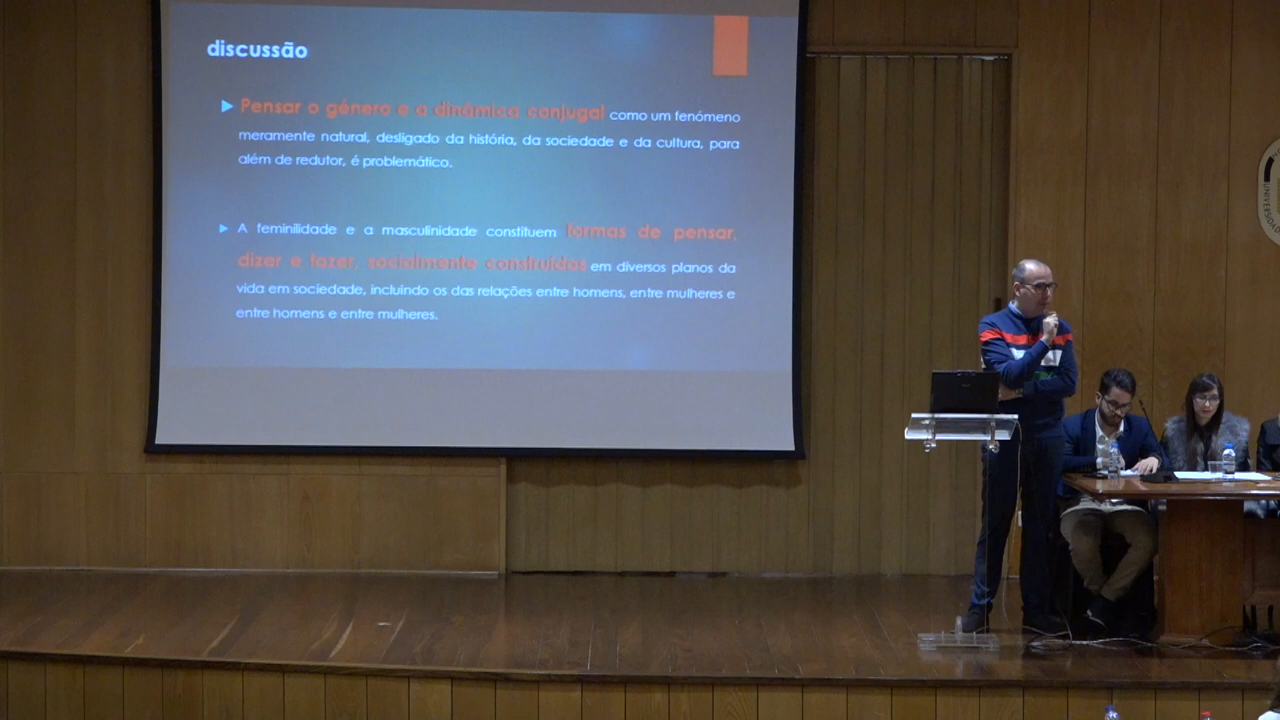 discussão
Pensar o género e a dinâmica conjugal como um fenómeno
meramente natural, desligado da história, da sociedade e da cultura, para
além de redutor, é problemático.
A feminilidade e a masculinidade constituem formas de pensar,
dizer e fazer, socialmente construídas em diversos planos da
vida em sociedade, incluindo os das relações entre homens, entre mulheres e
entre homens e entre mulheres.